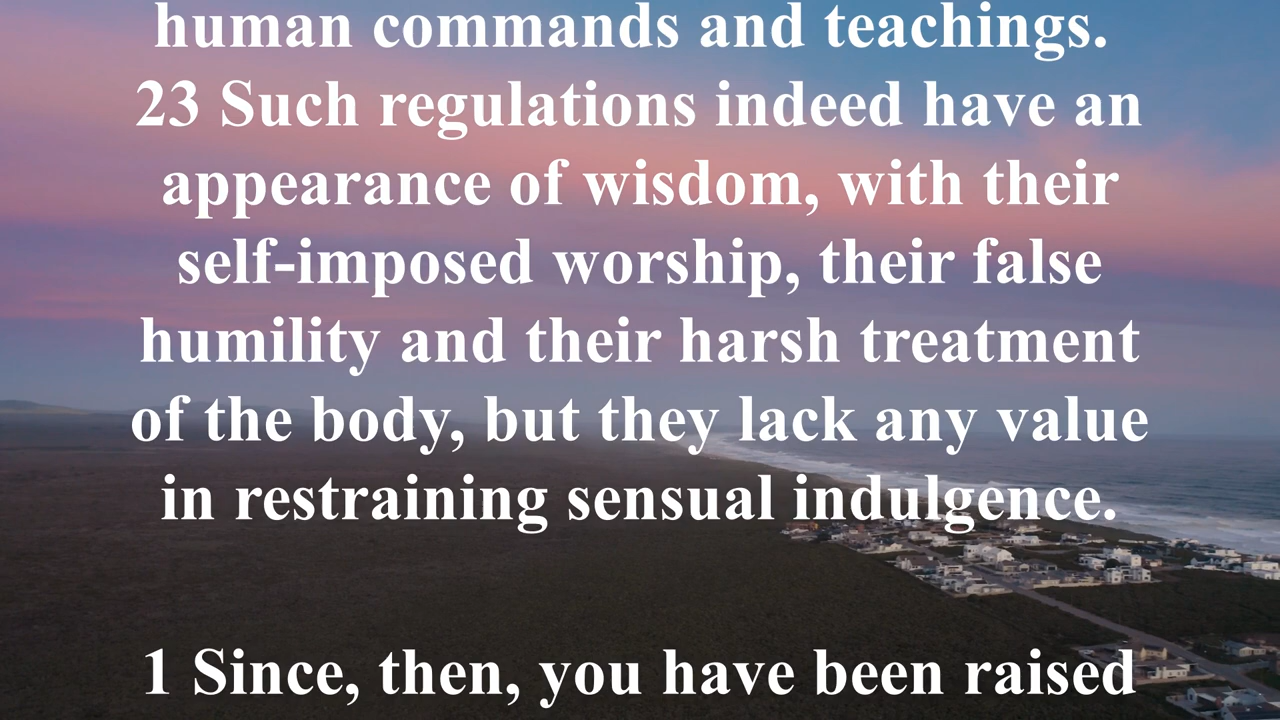 human commands and teachings.
23 Such regulations indeed have an
appearance of wisdom, with their
self-imposed worship, their false
humility and their harsh treatment
of the body, but they lack any value
in restraining sensual indulgence.
1 Since, then, you have been raised